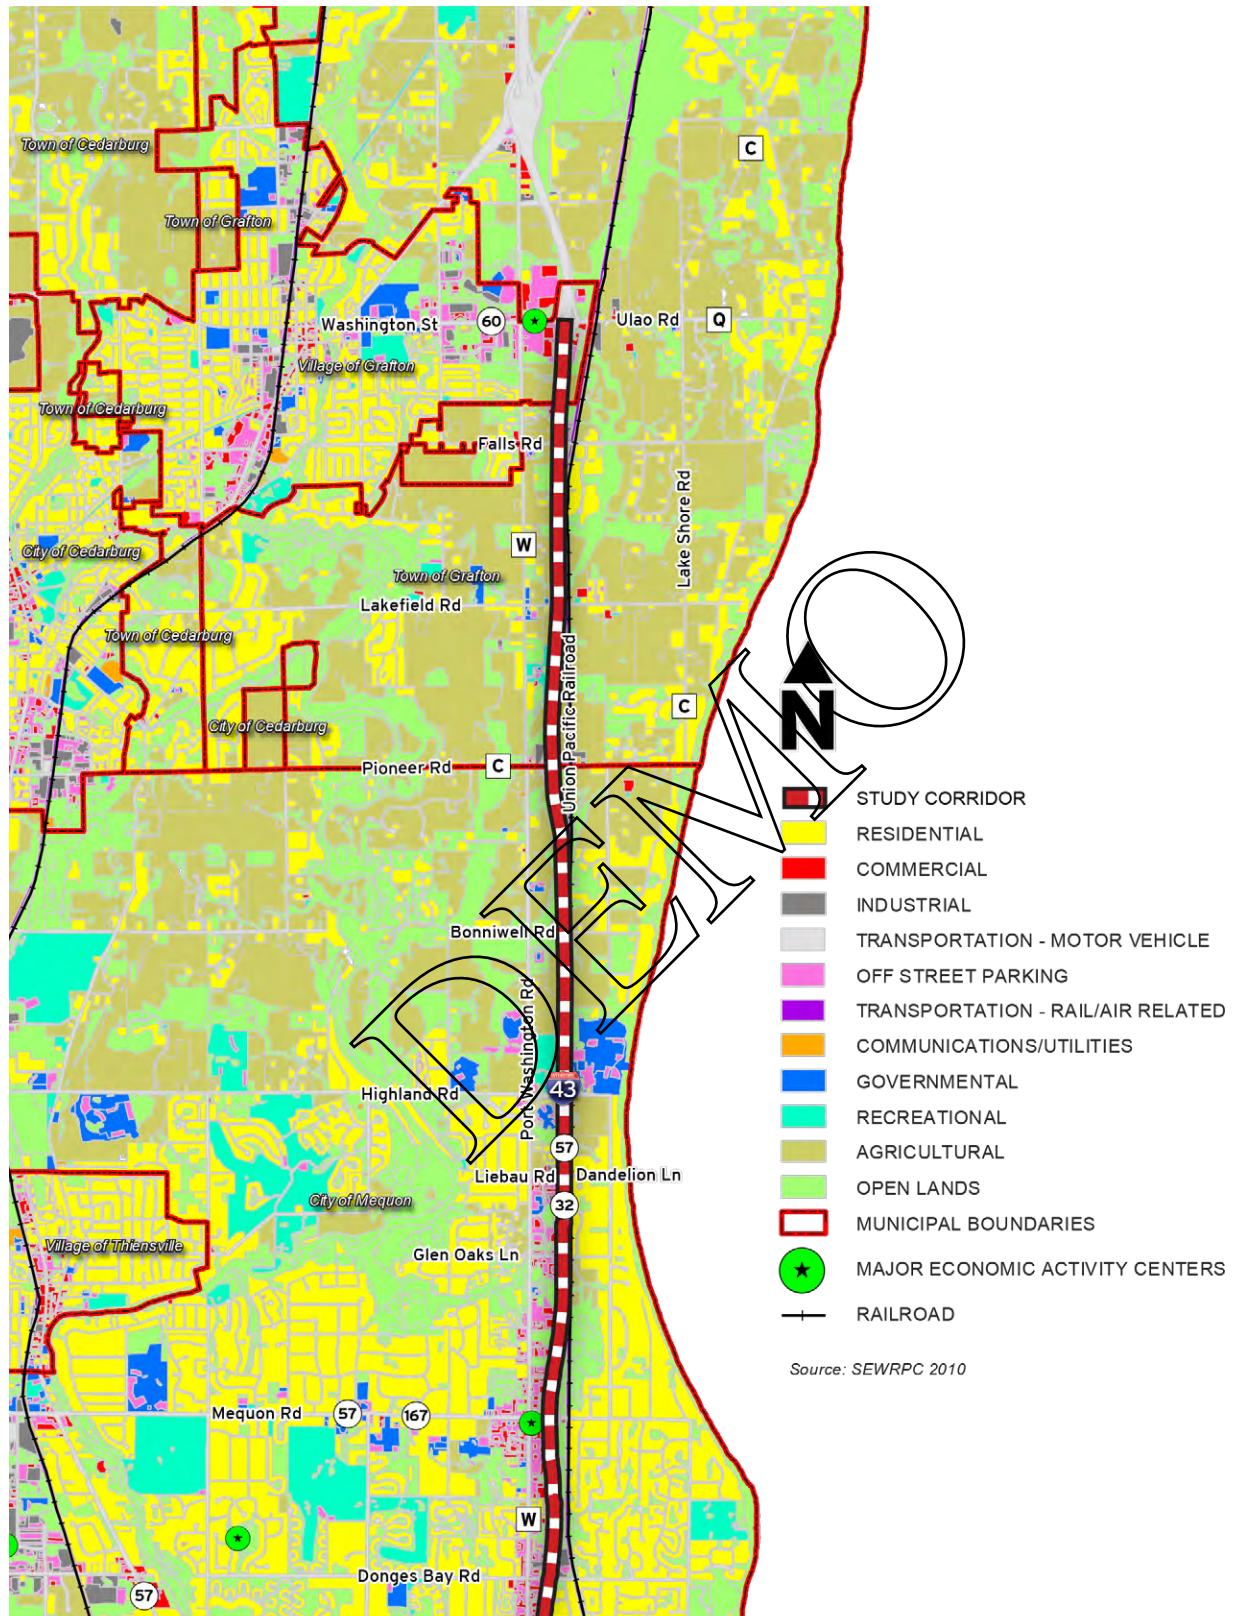 Town of Cedarburg
C
Town of Grafton
Washington St
60
Ulao Rd
Q
Village of Grafton
Town of Cedarburg
Falls Rd
Lake Shore Rd
W
City of Cedarburg
Town of Grafton
Lakefield Rd
Town of Cedarburg
Union Pacific Railroad
C
City of Cedarburg
Pioneer Rd
C
N
DEMO
STUDY CORRIDOR
RESIDENTIAL
COMMERCIAL
INDUSTRIAL
TRANSPORTATION - MOTOR VEHICLE
OFF STREET PARKING
TRANSPORTATION - RAIL/AIR RELATED
COMMUNICATIONS/UTILITIES
GOVERNMENTAL
RECREATIONAL
AGRICULTURAL
OPEN LANDS
MUNICIPAL BOUNDARIES
MAJOR ECONOMIC ACTIVITY CENTERS
RAILROAD
Source: SEWRPC 2010
Bonniwell Rd
Port Washington Rd
Highland Rd
43
57
Liebau Rd
Dandelion Ln
32
City of Mequon
Village of Thiensville
Glen Oaks Ln
Mequon Rd
57
167
W
Donges Bay Rd
57